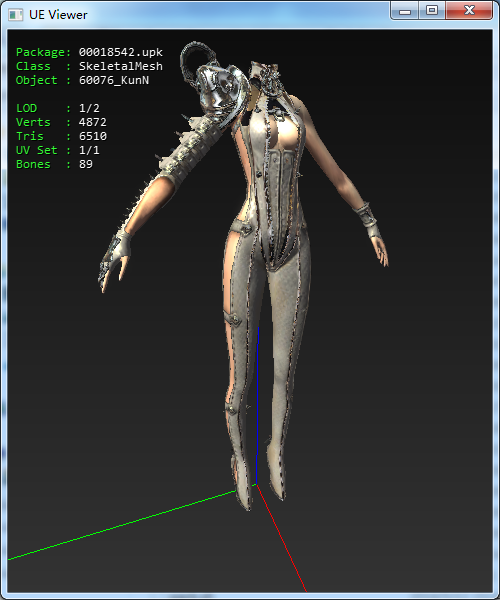 UE Viewer
Package: 00018542.upk
Class : SkeletalMesh
Object : 60076_KunN
LOD : 1/2
Verts : 4872
Tris : 6510
UV Set : 1/1
Bones : 89